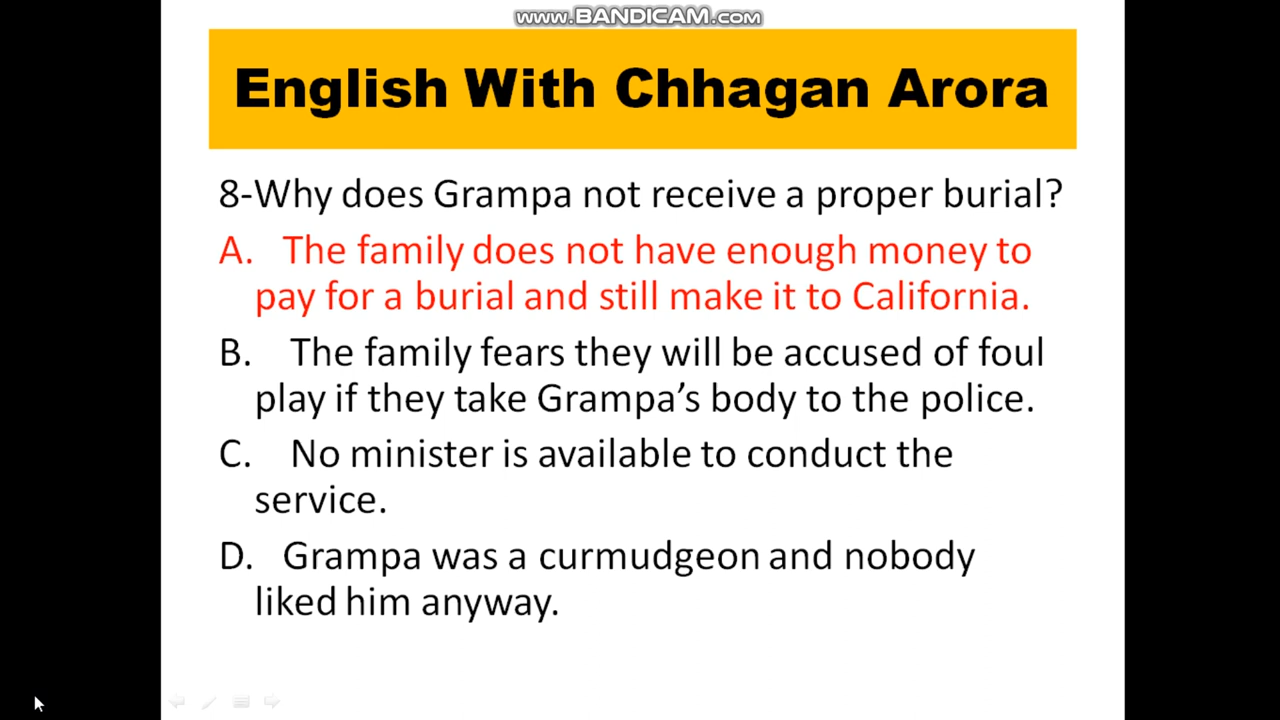 www.BANDICAM.com
English With Chhagan Arora
8-Why does Grampa not receive a proper burial?
A. The family does not have enough money to
pay for a burial and still make it to California.
B. The family fears they will be accused of foul
play if they take Grampa’s body to the police.
C. No minister is available to conduct the
service.
D. Grampa was a curmudgeon and nobody
liked him anyway.